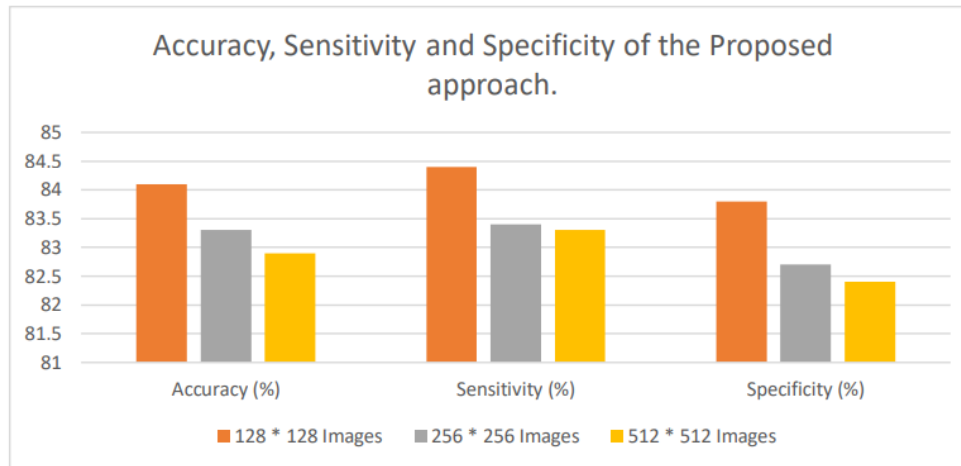 Accuracy, Sensitivity and Specificity of the Proposed
approach.
85
84.5
84
83.5
83
82.5
82
81.5
81
Accuracy (%) Sensitivity (%) Specificity (%)
128 * 128 Images 256 * 256 Images 512 * 512 Images